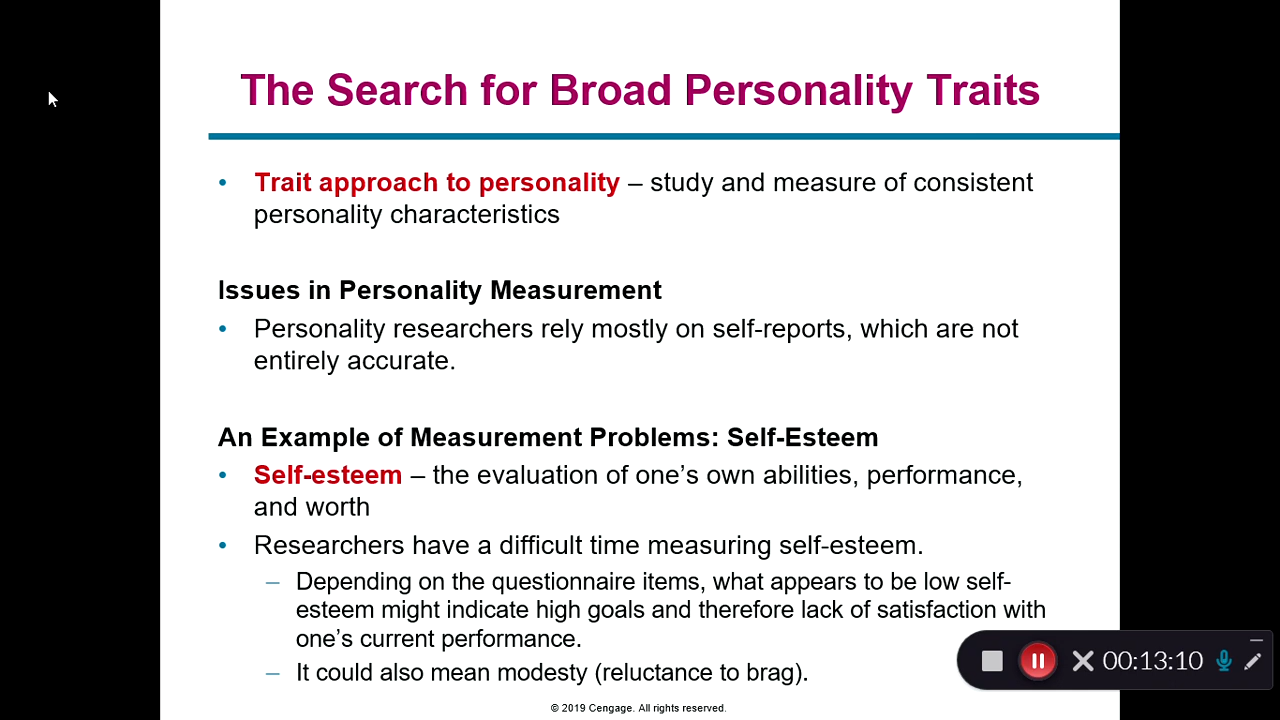 The Search for Broad Personality Traits
• Trait approach to personality – study and measure of consistent
personality characteristics
Issues in Personality Measurement
• Personality researchers rely mostly on self-reports, which are not
entirely accurate.
An Example of Measurement Problems: Self-Esteem
• Self-esteem – the evaluation of one’s own abilities, performance,
and worth
• Researchers have a difficult time measuring self-esteem.
– Depending on the questionnaire items, what appears to be low self-
esteem might indicate high goals and therefore lack of satisfaction with
one’s current performance.
– It could also mean modesty (reluctance to brag).
00:13:10
© 2019 Cengage. All rights reserved.